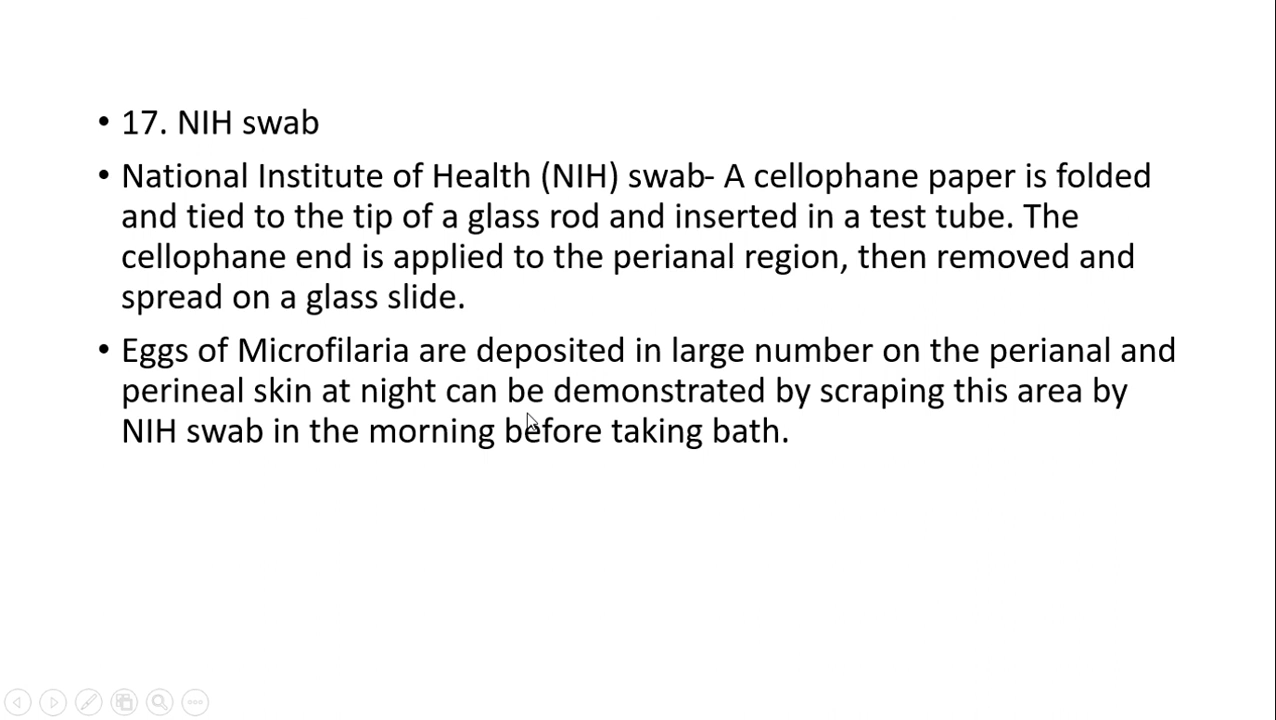 • 17. NIH swab
• National Institute of Health (NIH) swab- A cellophane paper is folded
and tied to the tip of a glass rod and inserted in a test tube. The
cellophane end is applied to the perianal region, then removed and
spread on a glass slide.
• Eggs of Microfilaria are deposited in large number on the perianal and
perineal skin at night can be demonstrated by scraping this area by
NIH swab in the morning before taking bath.